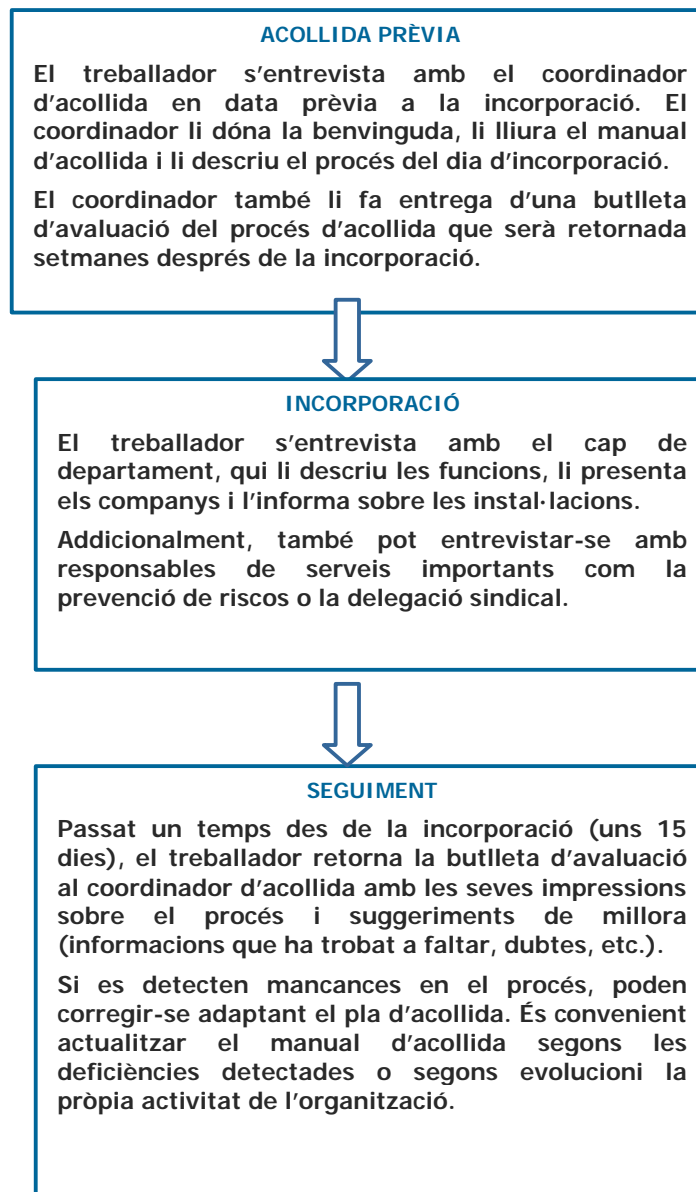 ACOLLIDA PRÈVIA
El treballador s'entrevista amb el coordinador
d'acollida en data prèvia a la incorporació. El
coordinador li dóna la benvinguda, li lliura el manual
d'acollida i li descriu el procés del dia d'incorporació.
El coordinador també li fa entrega d'una butlleta
d'avaluació del procés d'acollida que serà retornada
setmanes després de la incorporació.
INCORPORACIÓ
El treballador s'entrevista amb el cap de
departament, qui li descriu les funcions, li presenta
els companys i l'informa sobre les instal·lacions.
Addicionalment, també pot entrevistar-se amb
responsables de serveis importants com la
prevenció de riscos o la delegació sindical.
SEGUIMENT
Passat un temps des de la incorporació (uns 15
dies), el treballador retorna la butlleta d'avaluació
al coordinador d'acollida amb les seves impressions
sobre el procés i suggeriments de millora
(informacions que ha trobat a faltar, dubtes, etc.).
Si es detecten mancances en el procés, poden
corregir-se adaptant el pla d'acollida. És convenient
actualitzar el manual d'acollida segons les
deficiències detectades o segons evolucioni la
pròpia activitat de l'organització.